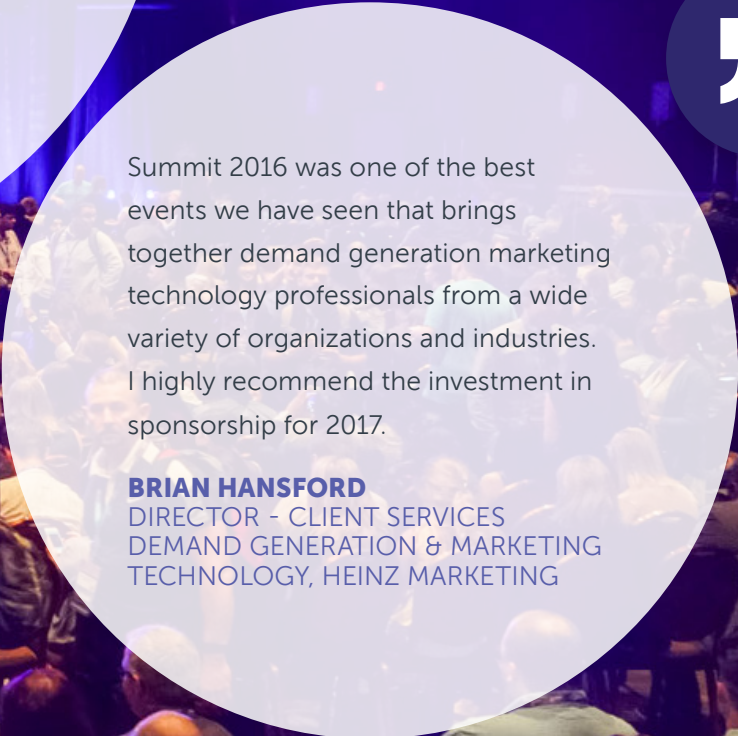 Summit 2016 was one of the best
events we have seen that brings
together demand generation marketing
technology professionals from a wide
variety of organizations and industries.
I highly recommend the investment in
sponsorship for 2017.
BRIAN HANSFORD
DIRECTOR - CLIENT SERVICES
DEMAND GENERATION & MARKETING
TECHNOLOGY, HEINZ MARKETING